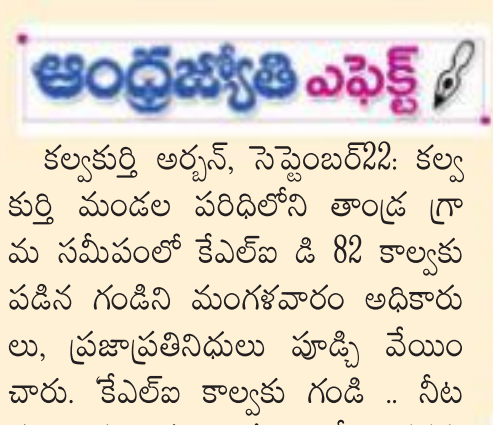 ఆంధ్రజ్యోతి ఎఫెక్ట్
కల్వకుర్తి అర్బన్, సెప్టెంబర్22: కల్వ
కుర్తి మండల పరిధిలోని తాండ్ర గ్రా
మ సమీపంలో కేఎల్ఐ డి 82 కాల్వకు
పడిన గండిని మంగళవారం అధికారు
లు, ప్రజాప్రతినిధులు పూడ్చి వేయిం
చారు. కేఎల్ఐ కాల్వకు గండి .. నీట